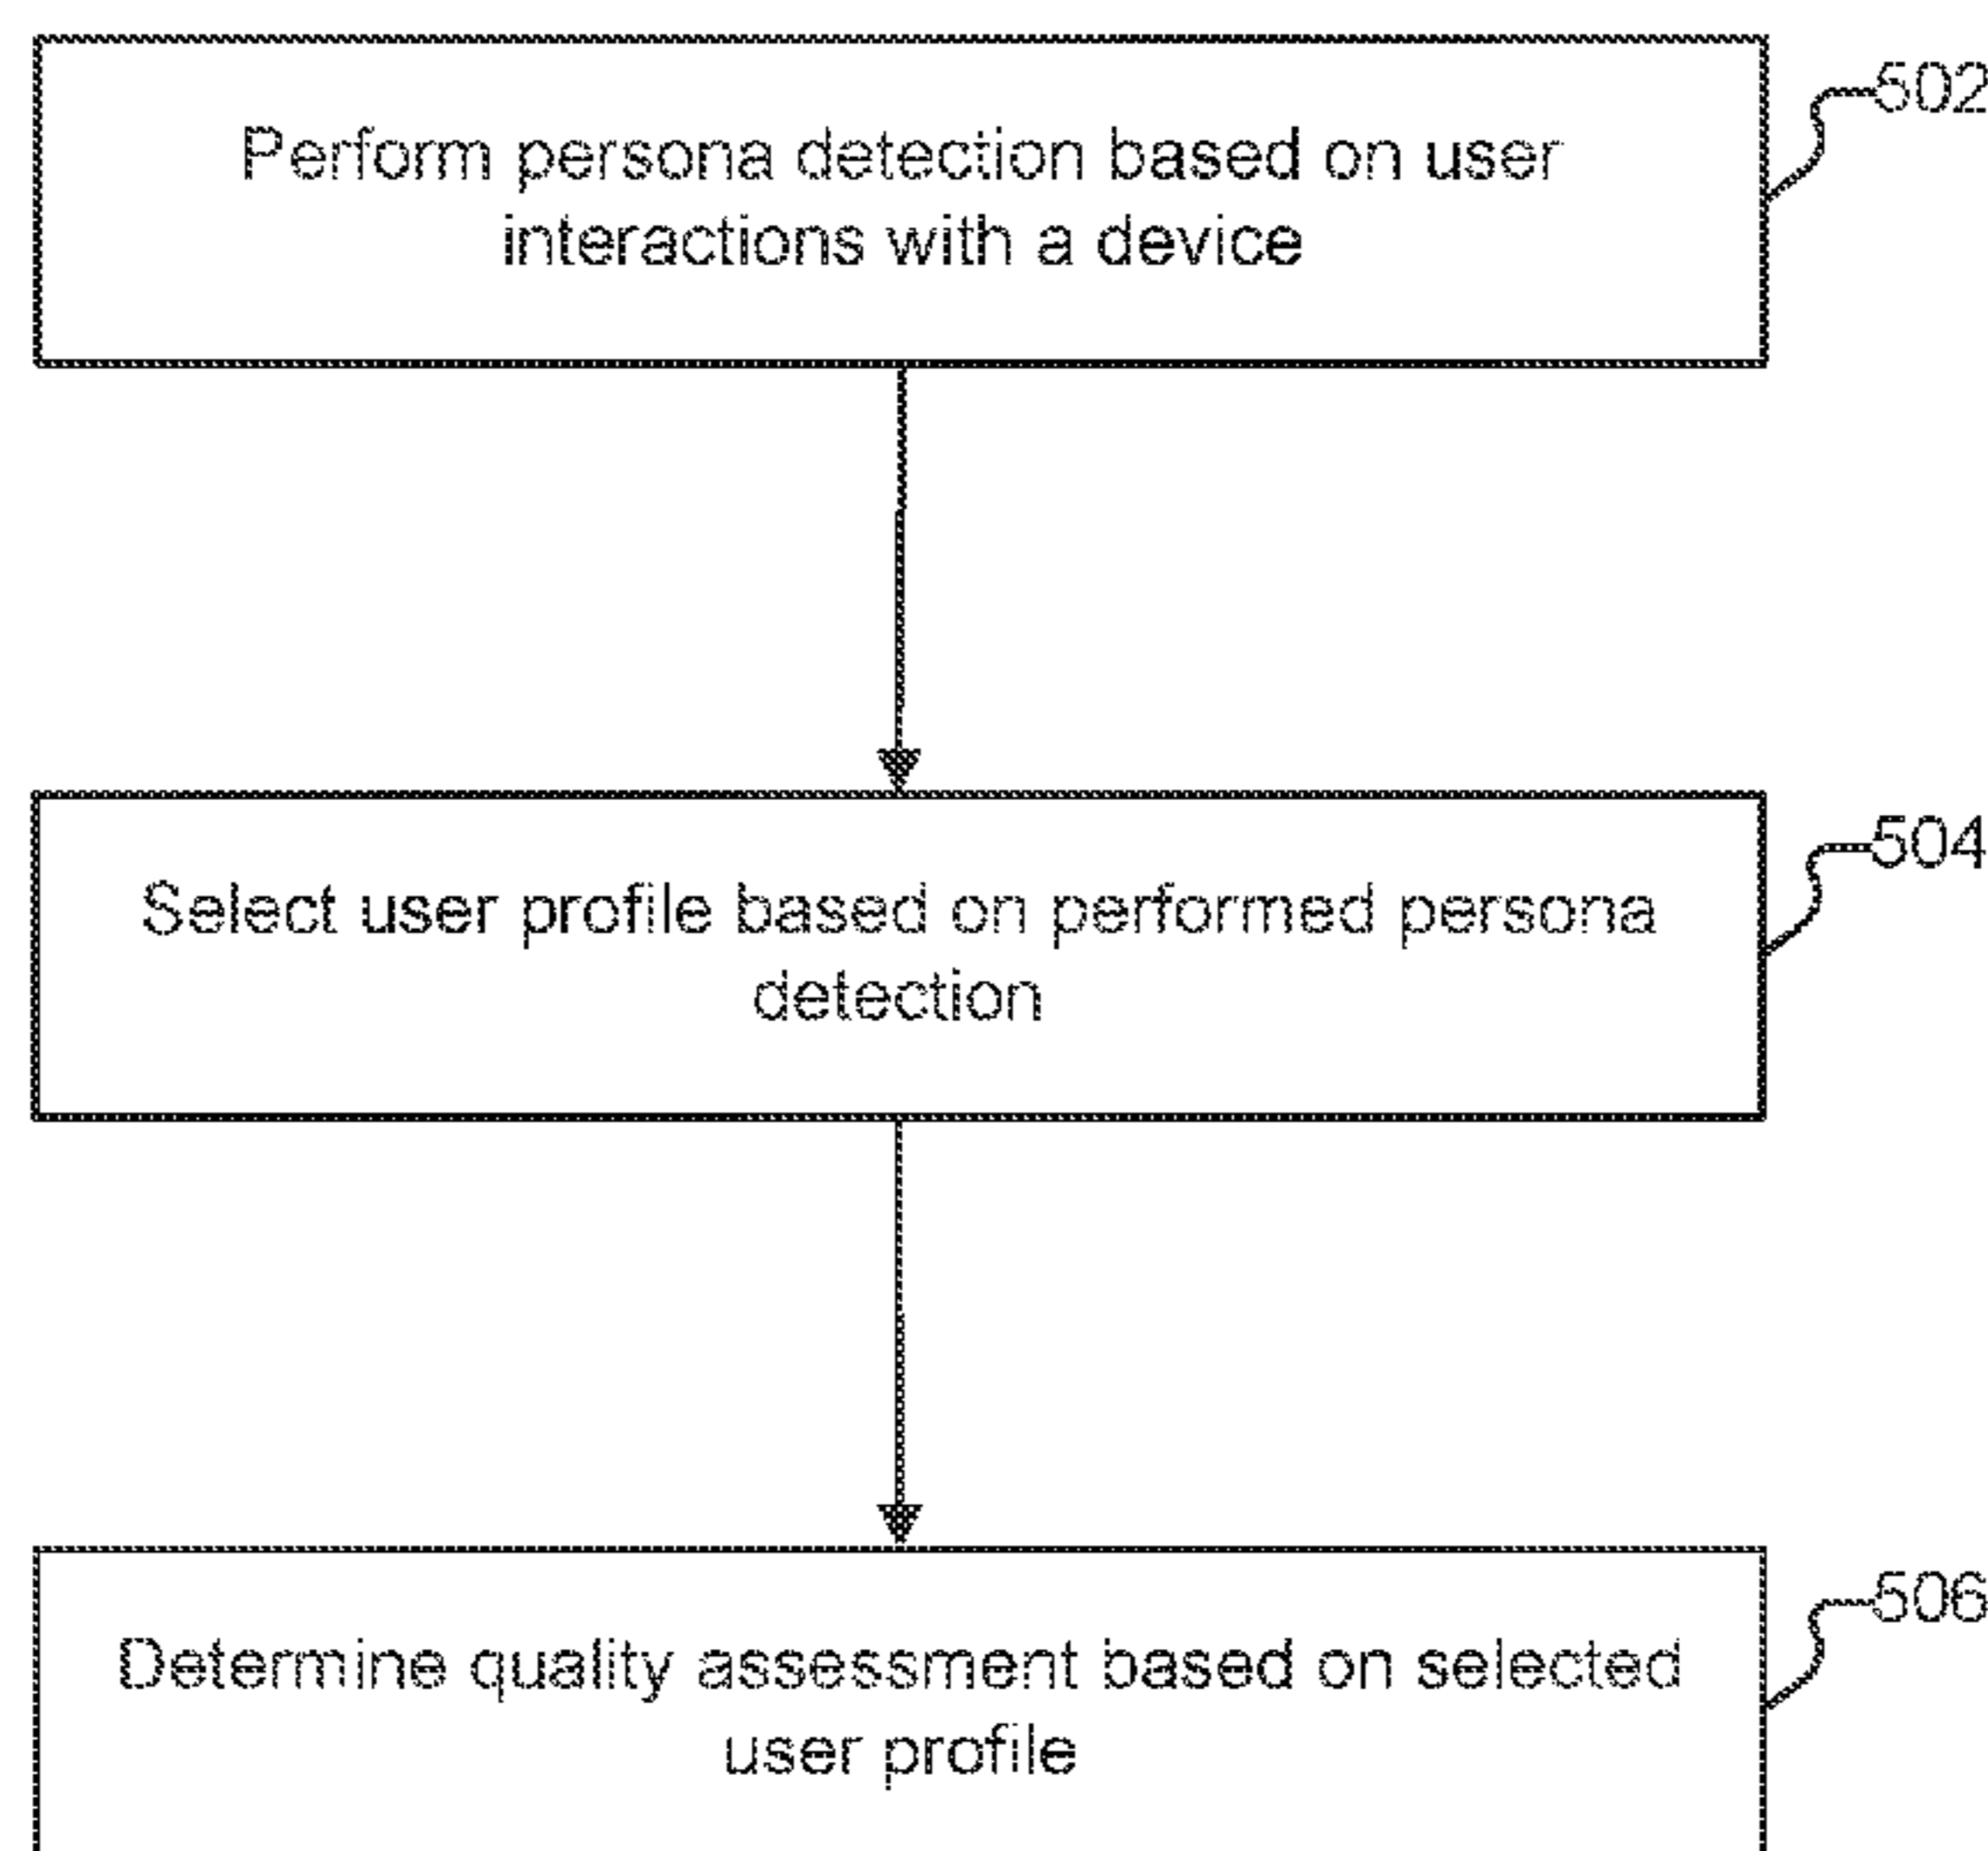 502
Perform persona detection based on user
interactions with a device
504
Select user profile based on performed persona
detection
506
Determine quality assessment based on selected
user profile